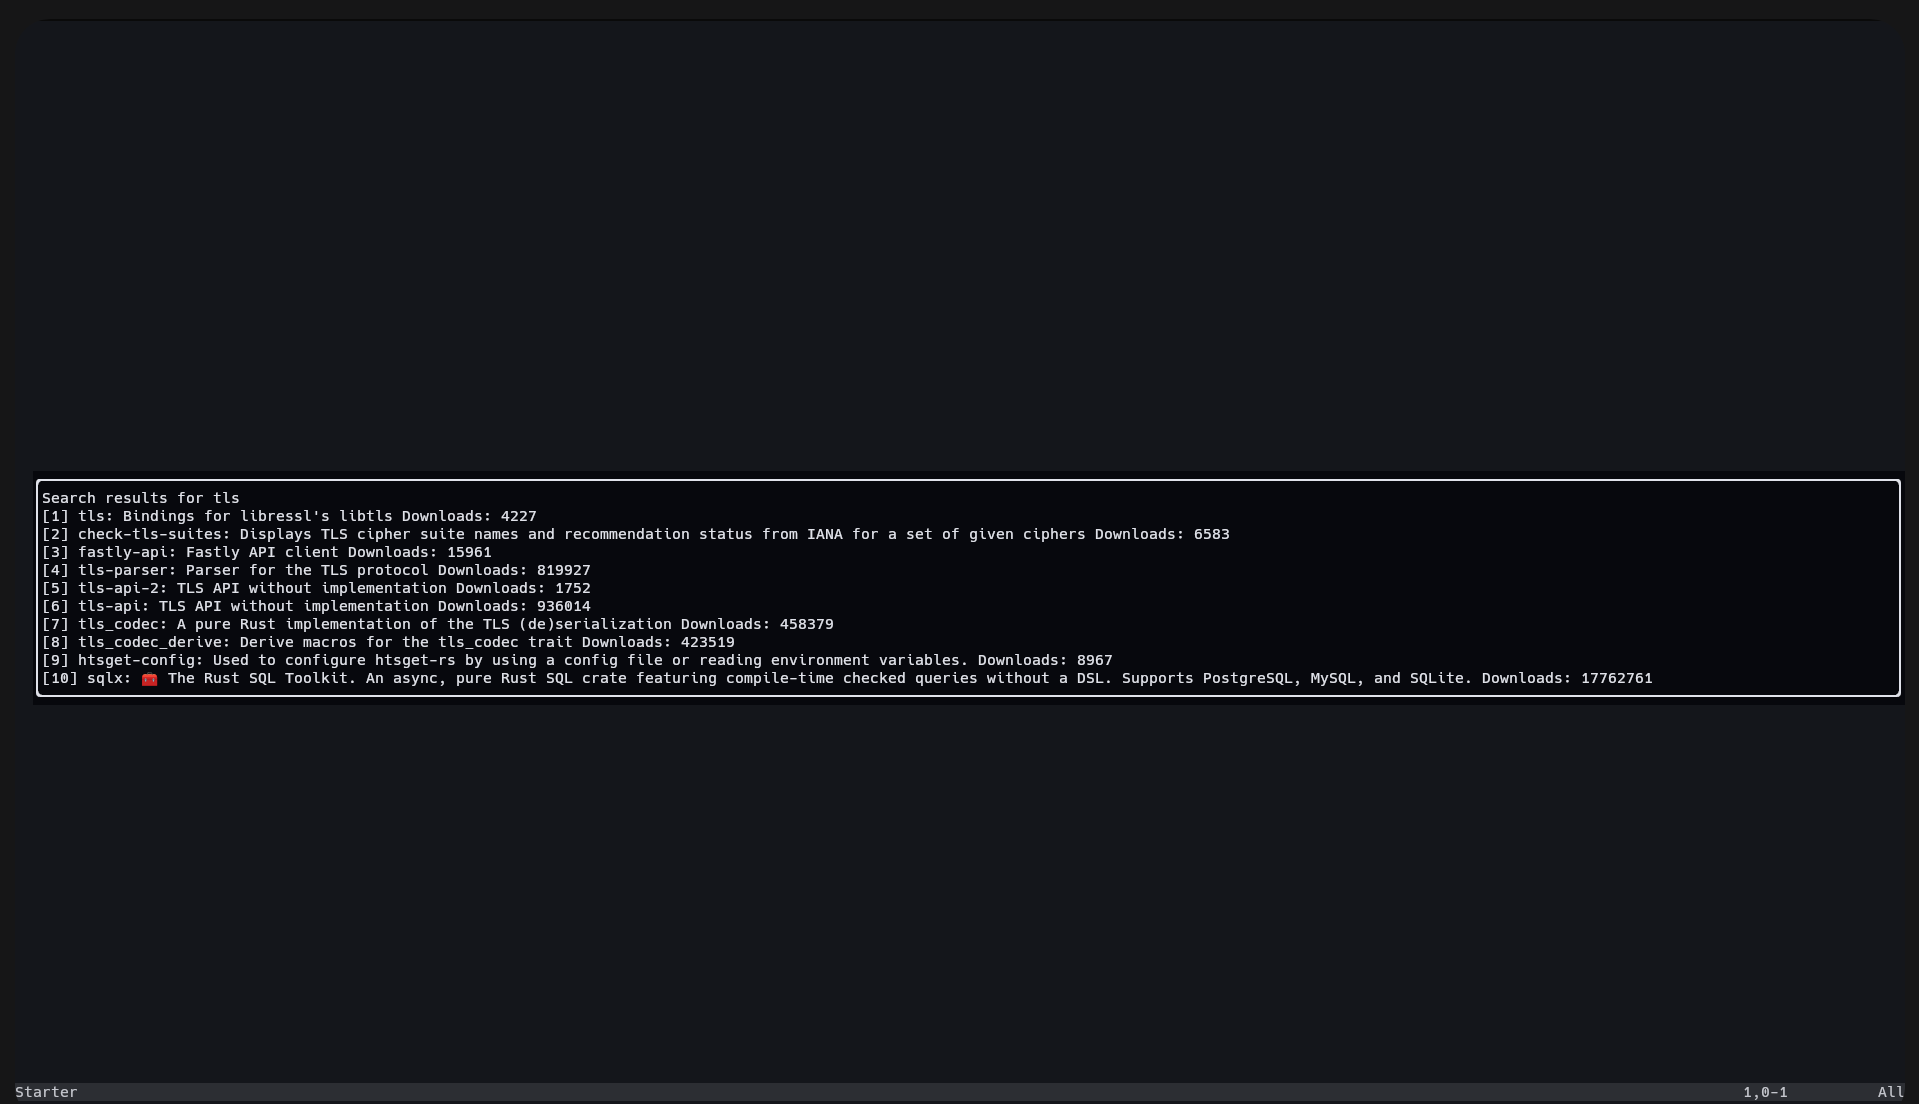 Search results for tls
[1] tls: Bindings for libressl's libtls Downloads: 4227
[2] check-tls-suites: Displays TLS cipher suite names and recommendation status from IANA for a set of given ciphers Downloads: 6583
[3] fastly-api: Fastly API client Downloads: 15961
[4] tls-parser: Parser for the TLS protocol Downloads: 819927
[5] tls-api-2: TLS API without implementation Downloads: 1752
[6] tls-api: TLS API without implementation Downloads: 936014
[7] tls_codec: A pure Rust implementation of the TLS (de)serialization Downloads: 458379
[8] tls_codec_derive: Derive macros for the tls_codec trait Downloads: 423519
[9] htsget-config: Used to configure htsget-rs by using a config file or reading environment variables. Downloads: 8967
[10] sqlx: 🧰 The Rust SQL Toolkit. An async, pure Rust SQL crate featuring compile-time checked queries without a DSL. Supports PostgreSQL, MySQL, and SQLite. Downloads: 17762761
Starter 1,0-1 All